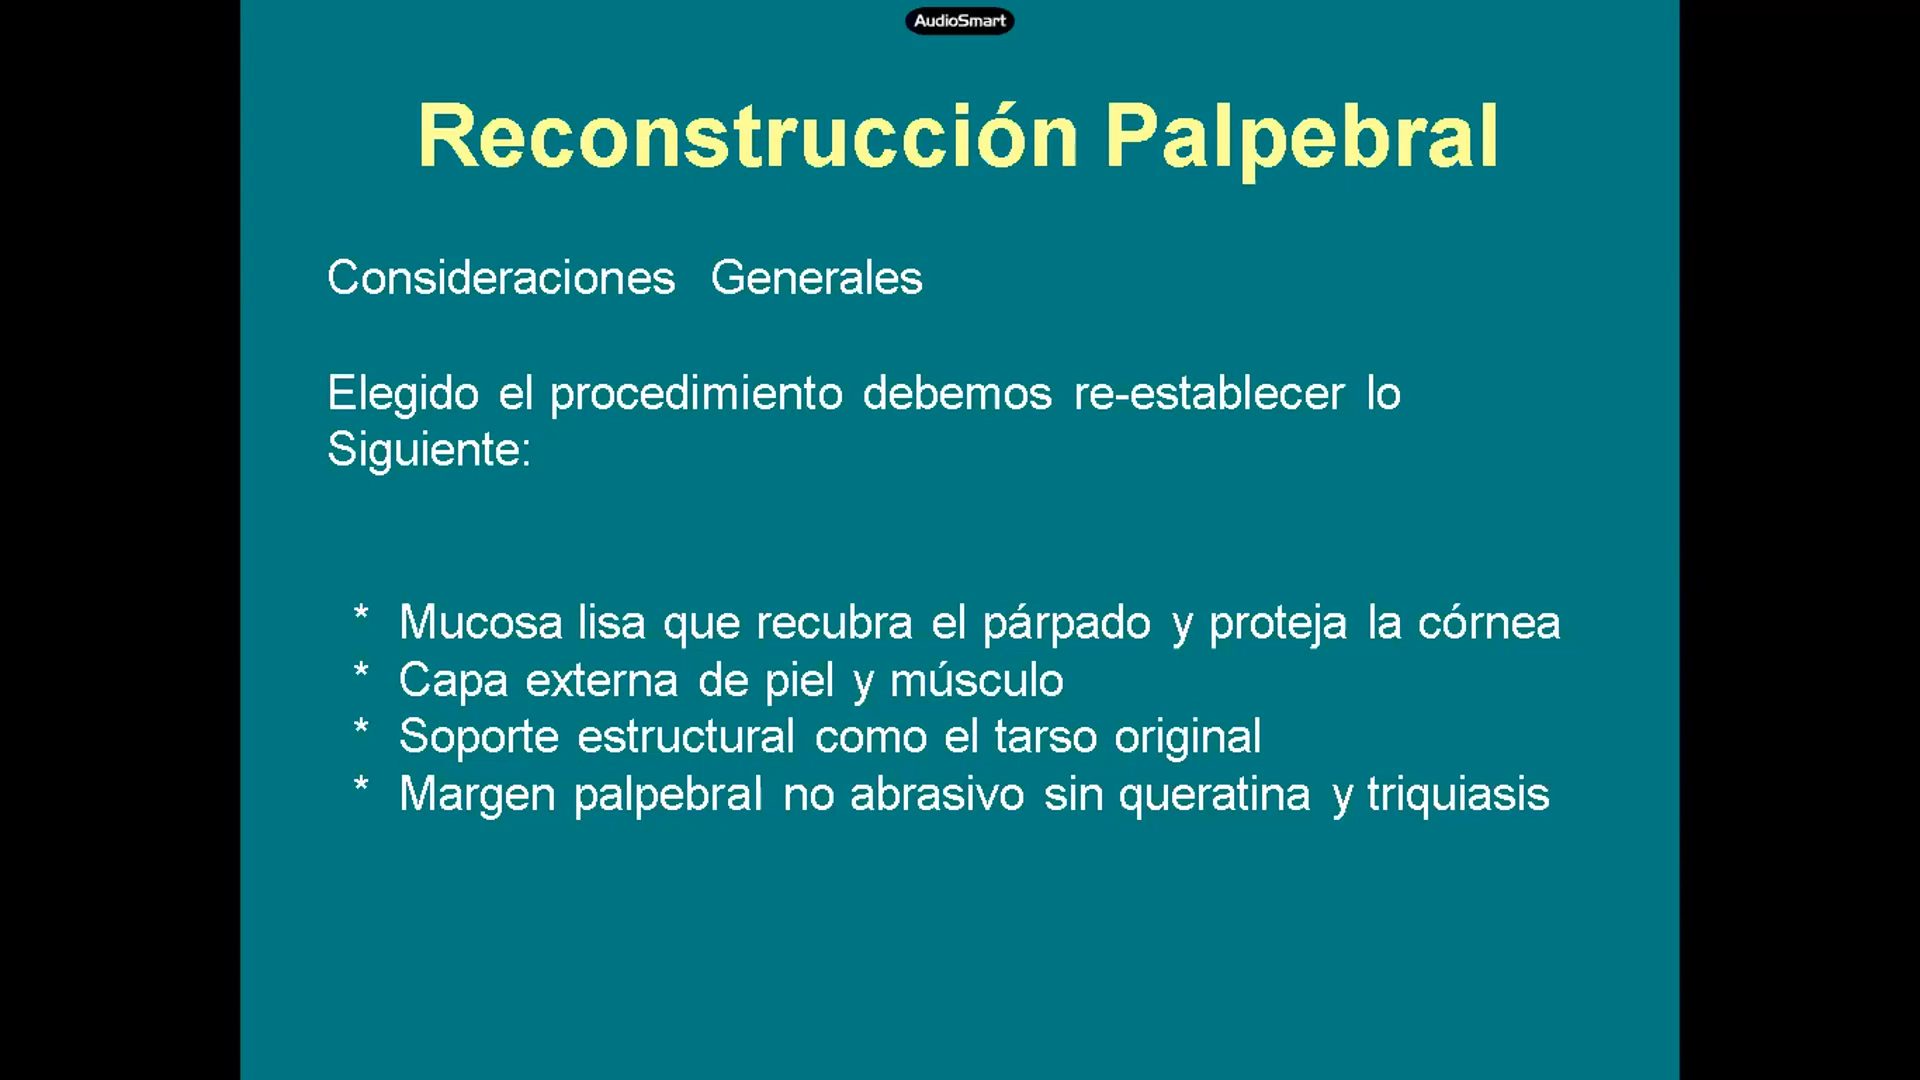 AudioSmart
Reconstrucción Palpebral
Consideraciones Generales
Elegido el procedimiento debemos re-establecer lo
Siguiente:
* Mucosa lisa que recubra el párpado y proteja la córnea
* Capa externa de piel y músculo
* Soporte estructural como el tarso original
* Margen palpebral no abrasivo sin queratina y triquiasis